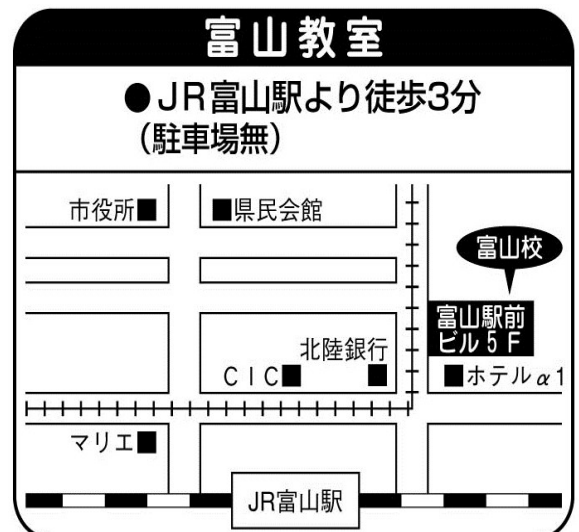 富山教室
●JR富山駅より徒歩3分
（駐車場無）
市役所■
■県民会館
富山校
富山駅前
ビル5F
北陸銀行
■
CIC■
■ホテルα1
マリエ■
JR富山駅